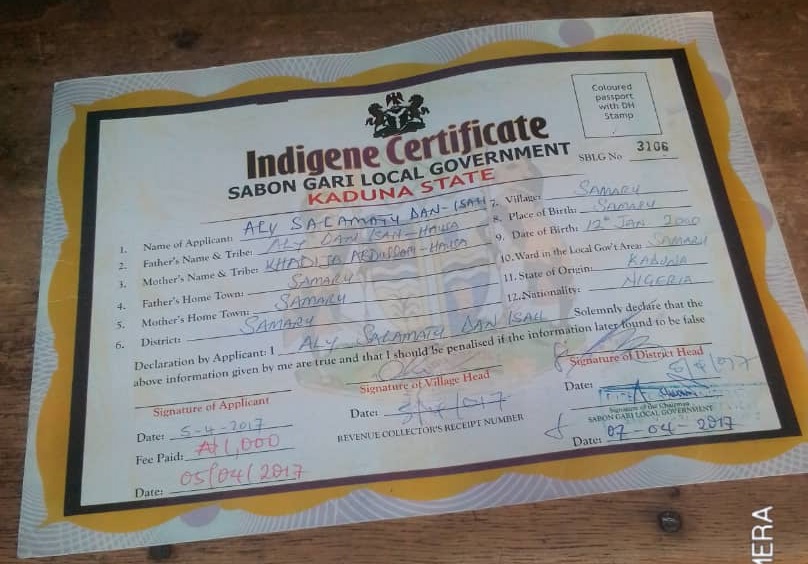 Coloured
passport
with DH
Stamp
Indigene Certificate
SBLG No 3106
SABON GARI LOCAL GOVERNMENT
KADUNA STATE
1. Name of Applicant: ALY SALAMATU DAN-ISAH
2. Father's Name & Tribe: ALY DAN ISAH-HAUSA
3. Mother's Name & Tribe: KHADIJA ABDULLAHI-HAUSA
4. Father's Home Town: SAMARU
5. Mother's Home Town: SAMARU
6. District: SAMARU
7. Village: SAMARU
8. Place of Birth: SAMARU
9. Date of Birth: 12th JAN 2000
10. Ward in the Local Gov't Area: SAMARU
11. State of Origin: KADUNA
12. Nationality: NIGERIA
Declaration by Applicant: I ALY SALAMATU DAN ISAH Solemnly declare that the
above information given by me are true and that I should be penalised if the information later found to be false
Signature of Applicant
Date: 5-4-2017
Fee Paid: ₦1,000
Date: 05/04/2017
Signature of Village Head
Date: 5/4/017
REVENUE COLLECTOR'S RECEIPT NUMBER
Signature of District Head
Date: 5/4/017
Signature of the Chairman
SABON GARI LOCAL GOVERNMENT
Date: 07-04-2017
MERA